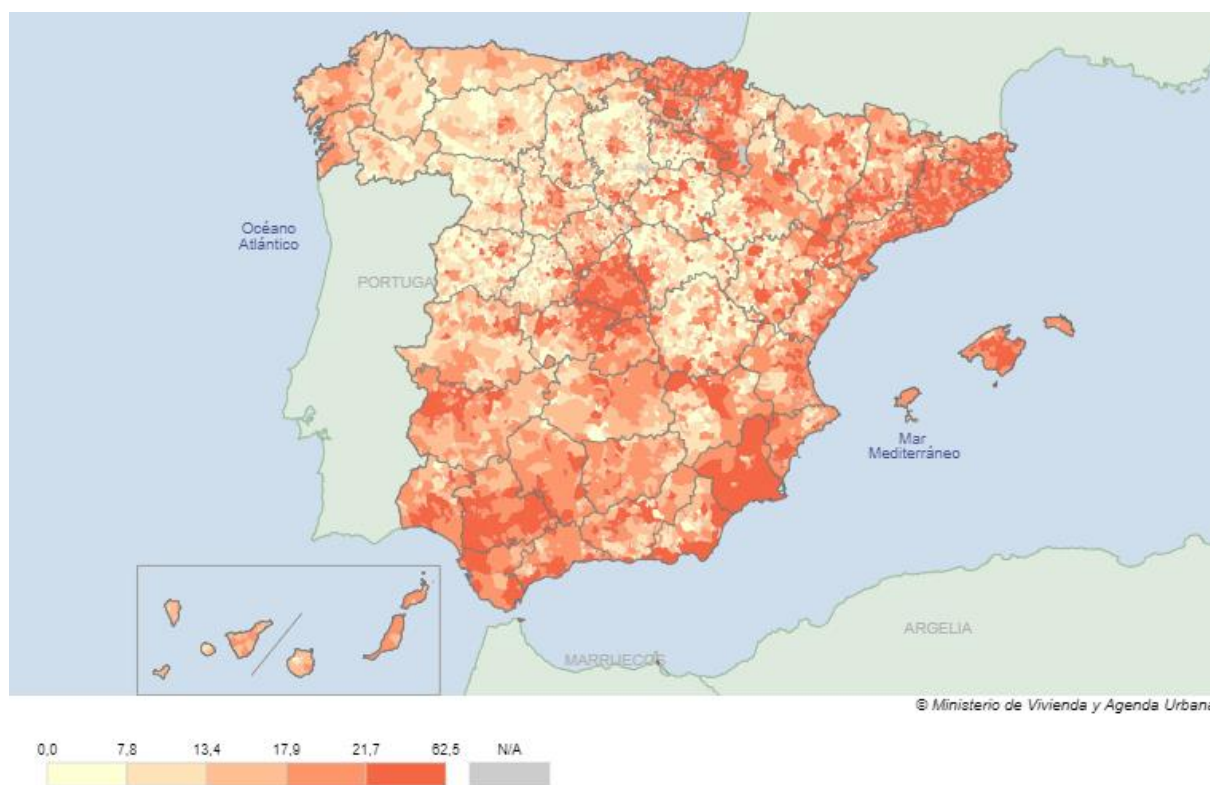 Océano
Atlántico
PORTUGA
Mar
Mediterráneo
ARGELIA
MARRUECOS
© Ministerio de Vivienda y Agenda Urbana
0,0 7,8 13,4 17,9 21,7 62,5 N/A